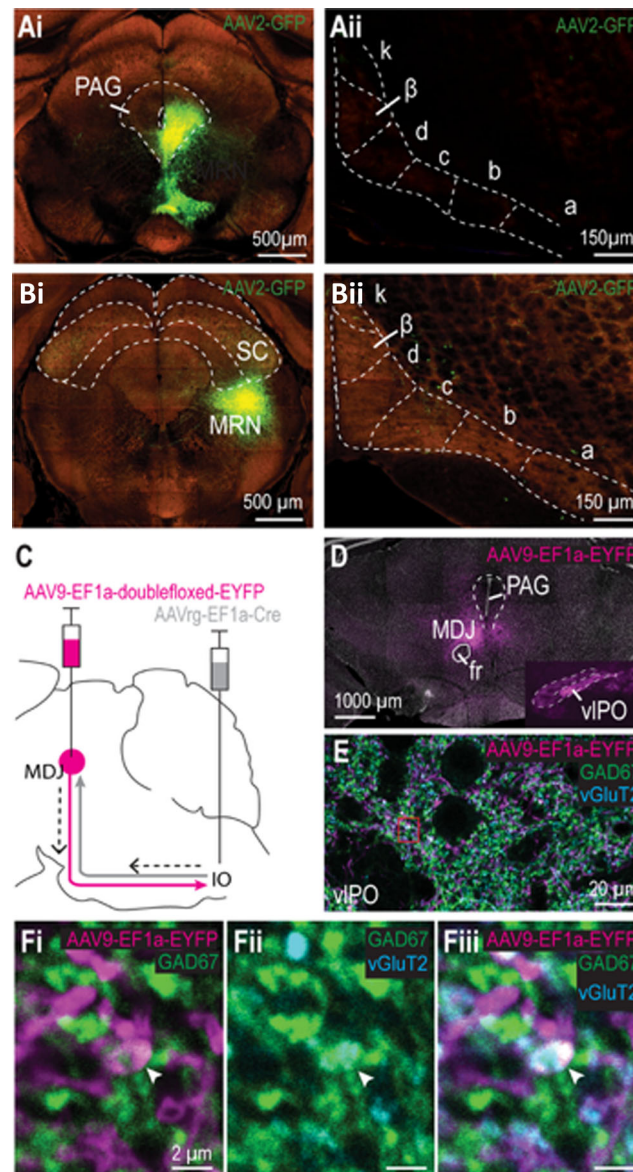 Ai
AAV2-GFP
PAG
MRN
500µm
Aii
AAV2-GFP
k
β
d
c
b
a
150µm
Bi
AAV2-GFP
SC
MRN
500 µm
Bii
AAV2-GFP
k
β
d
c
b
a
150 µm
C
AAV9-EF1a-doublefloxed-EYFP
AAVrg-EF1a-Cre
MDJ
IO
D
AAV9-EF1a-EYFP
PAG
MDJ
fr
1000 µm
vlPO
E
AAV9-EF1a-EYFP
GAD67
vGluT2
vlPO
20 µm
Fi
AAV9-EF1a-EYFP
GAD67
2 µm
Fii
GAD67
vGluT2
Fiii
AAV9-EF1a-EYFP
GAD67
vGluT2